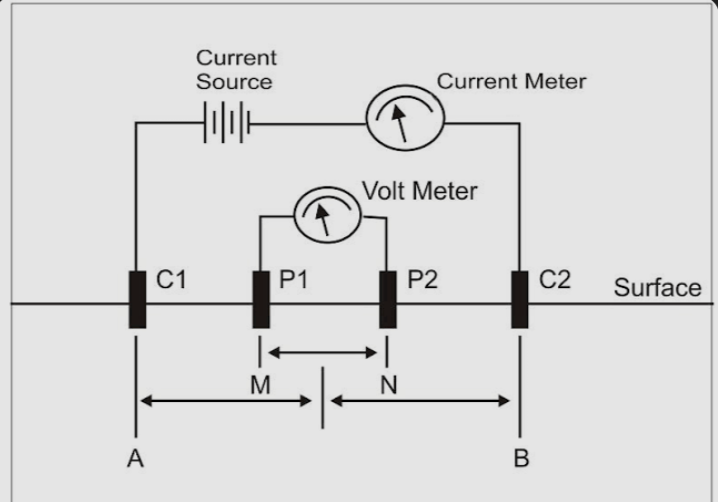 Current
Source
Current Meter
Volt Meter
C1
P1
P2
C2
Surface
M
N
A
B